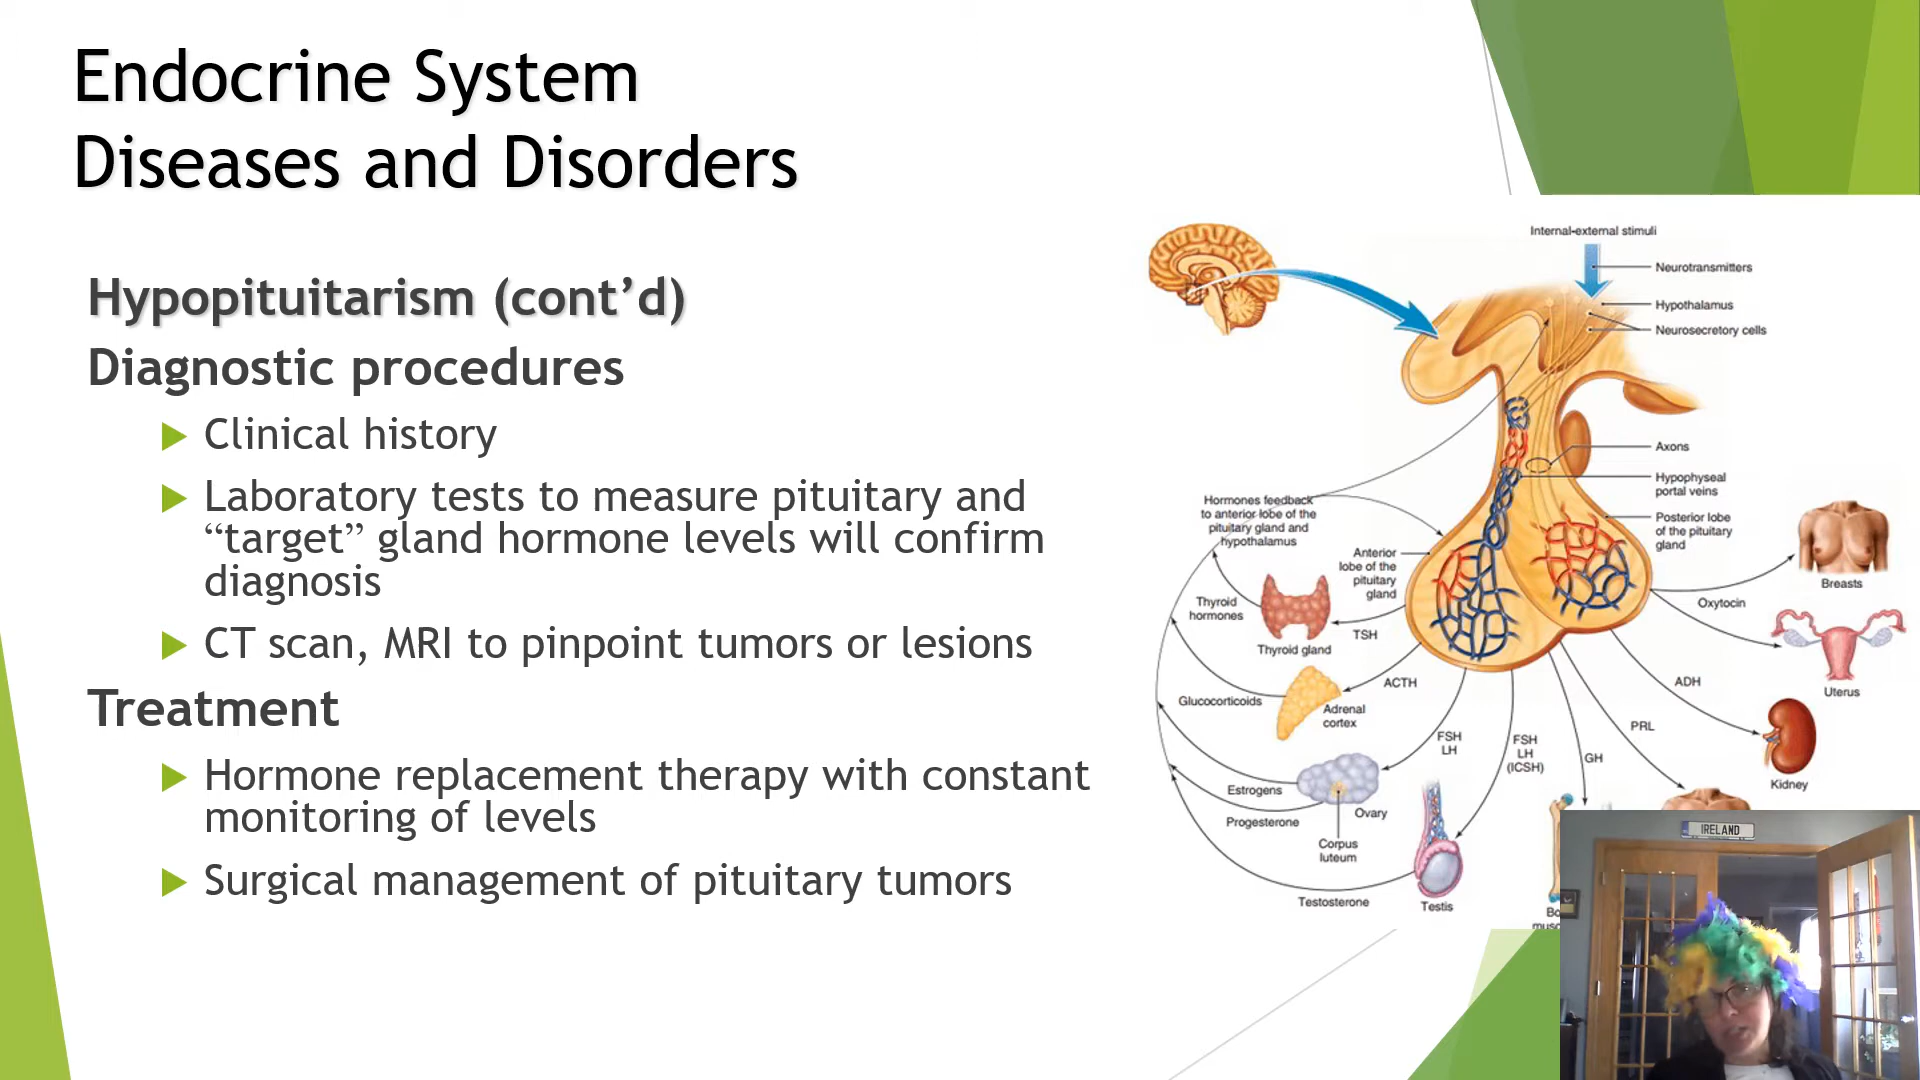 Endocrine System
Diseases and Disorders
Hypopituitarism (cont’d)
Diagnostic procedures
Clinical history
Laboratory tests to measure pituitary and
“target” gland hormone levels will confirm
diagnosis
CT scan, MRI to pinpoint tumors or lesions
Treatment
Hormone replacement therapy with constant
monitoring of levels
Surgical management of pituitary tumors
Internal-external stimuli
Neurotransmitters
Hypothalamus
Neurosecretory cells
Axons
Hypophyseal
portal veins
Posterior lobe
of the pituitary
gland
Hormones feedback
to anterior lobe of the
pituitary gland and
hypothalamus
Anterior
lobe of the
pituitary
gland
Thyroid
hormones
TSH
Thyroid gland
Breasts
Oxytocin
Uterus
Glucocorticoids
ACTH
Adrenal
cortex
ADH
PRL
FSH
LH
FSH
LH
(ICSH)
GH
Kidney
Estrogens
Progesterone
Ovary
Corpus
luteum
Testosterone
Testis
IRELAND